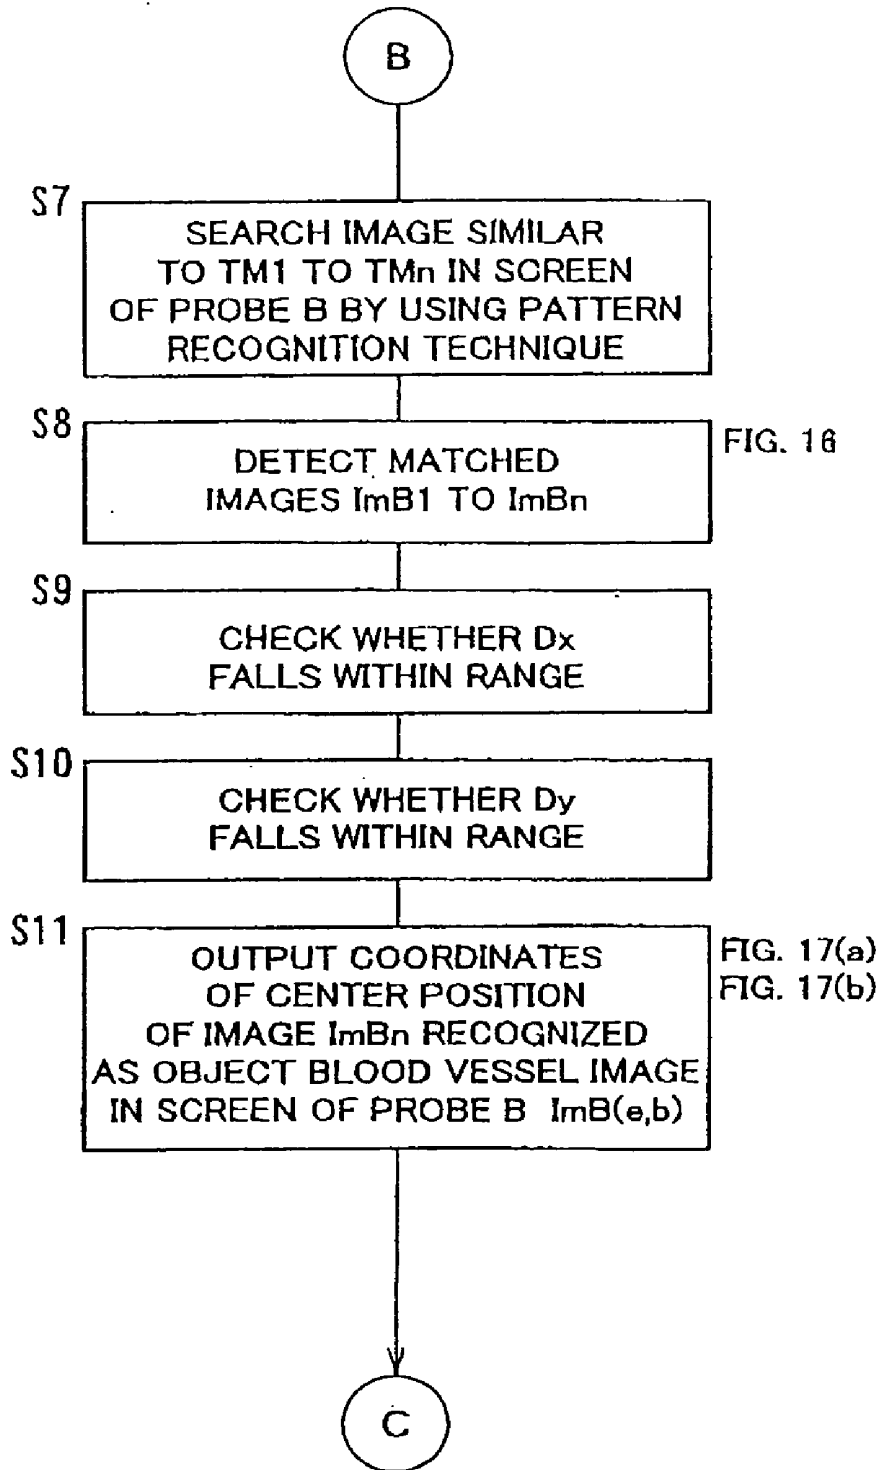 B
S7
SEARCH IMAGE SIMILAR
TO TM1 TO TMn IN SCREEN
OF PROBE B BY USING PATTERN
RECOGNITION TECHNIQUE
S8
DETECT MATCHED
IMAGES ImB1 TO ImBn
FIG. 16
S9
CHECK WHETHER Dx
FALLS WITHIN RANGE
S10
CHECK WHETHER Dy
FALLS WITHIN RANGE
S11
OUTPUT COORDINATES
OF CENTER POSITION
OF IMAGE ImBn RECOGNIZED
AS OBJECT BLOOD VESSEL IMAGE
IN SCREEN OF PROBE B ImB(e,b)
FIG. 17(a)
FIG. 17(b)
C